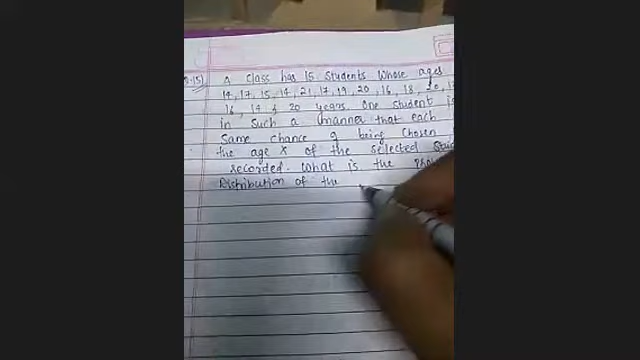 A Class has 15 Students Whose ages
14, 17, 15, 14, 21, 17, 19, 20, 16, 18, 20, 17
16, 19 & 20 years. One student is
in Such a manner that each
Same chance of being Chosen
the age X of the selected
recorded. What is the
Distribution of the